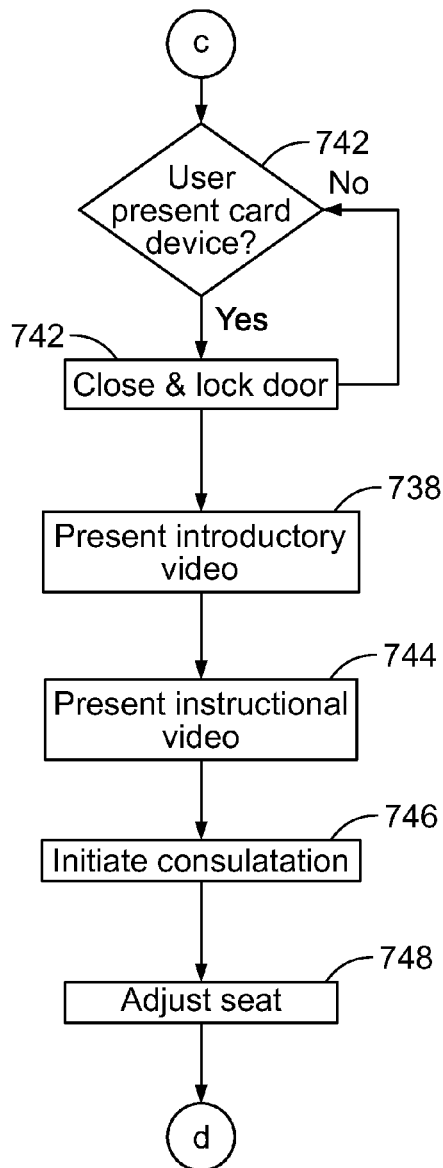 c
742
User
present card
device?
No
Yes
742
Close & lock door
738
Present introductory
video
744
Present instructional
video
746
Initiate consulatation
748
Adjust seat
d